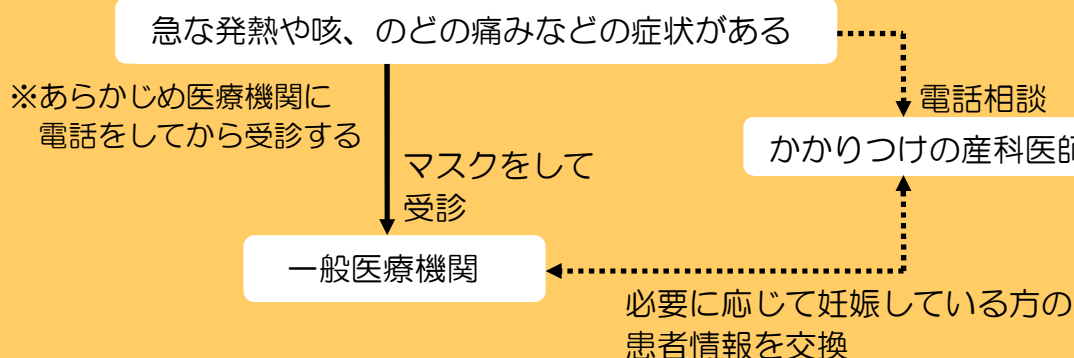 急な発熱や咳、のどの痛みなどの症状がある
※あらかじめ医療機関に
電話をしてから受診する
電話相談
かかりつけの産科医師
マスクをして
受診
一般医療機関
必要に応じて妊娠している方の
患者情報を交換